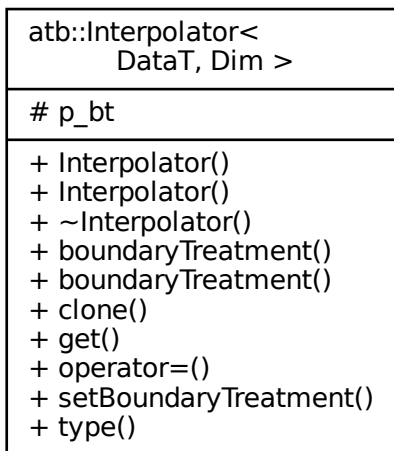 atb::Interpolator<
DataT, Dim >
# p_bt
+ Interpolator()
+ Interpolator()
+ ~Interpolator()
+ boundaryTreatment()
+ boundaryTreatment()
+ clone()
+ get()
+ operator=()
+ setBoundaryTreatment()
+ type()